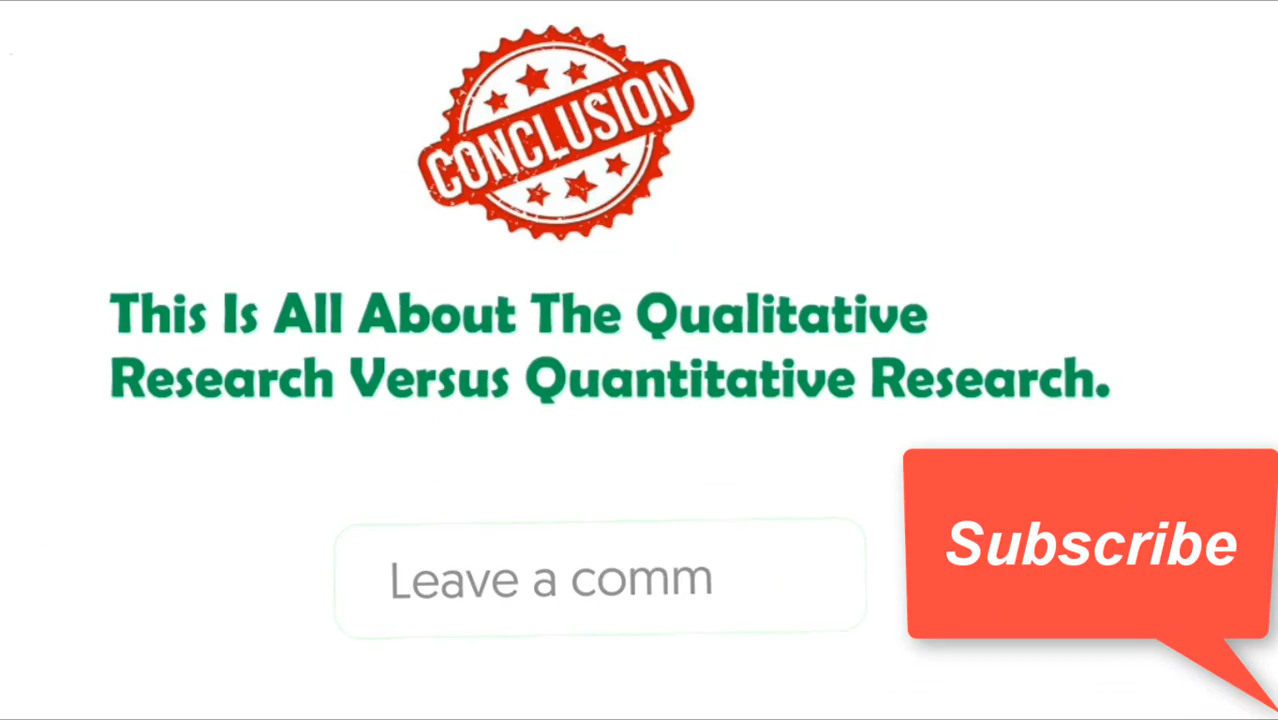 CONCLUSION
This Is All About The Qualitative
Research Versus Quantitative Research.
Subscribe
Leave a comm